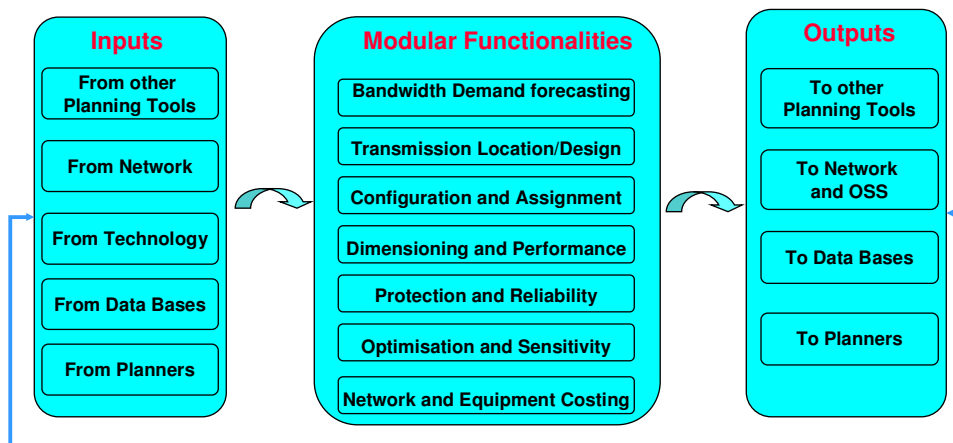 Inputs
From other
Planning Tools
From Network
From Technology
From Data Bases
From Planners
Modular Functionalities
Bandwidth Demand forecasting
Transmission Location/Design
Configuration and Assignment
Dimensioning and Performance
Protection and Reliability
Optimisation and Sensitivity
Network and Equipment Costing
Outputs
To other
Planning Tools
To Network
and OSS
To Data Bases
To Planners